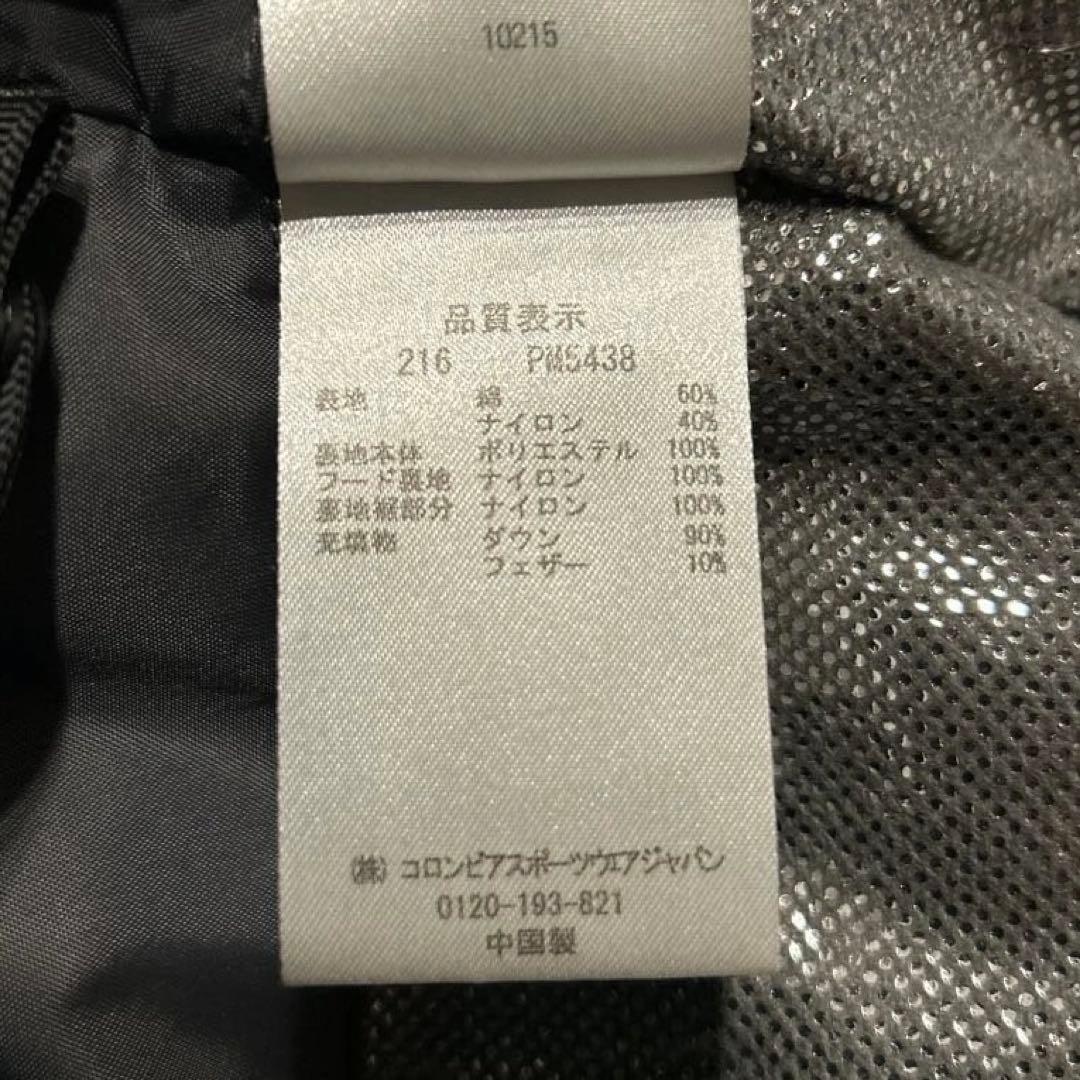 10215
品質表示
216 PM5438
表地 綿 60%
ナイロン 40%
裏地本体 ポリエステル 100%
フード裏地 ナイロン 100%
裏地裾部分 ナイロン 100%
充填物 ダウン 90%
フェザー 10%
(株) コロンビアスポーツウエアジャパン
0120-193-821
中国製